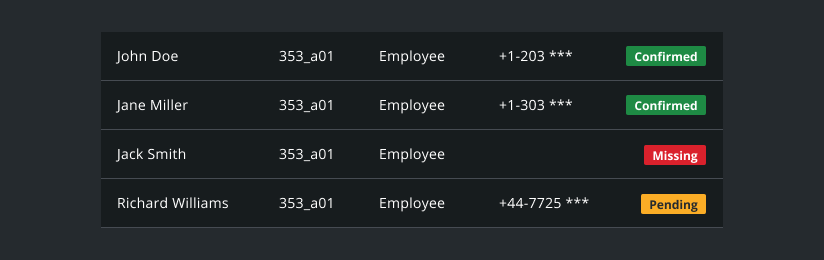 John Doe 353_a01 Employee +1-203 *** Confirmed
Jane Miller 353_a01 Employee +1-303 *** Confirmed
Jack Smith 353_a01 Employee Missing
Richard Williams 353_a01 Employee +44-7725 *** Pending